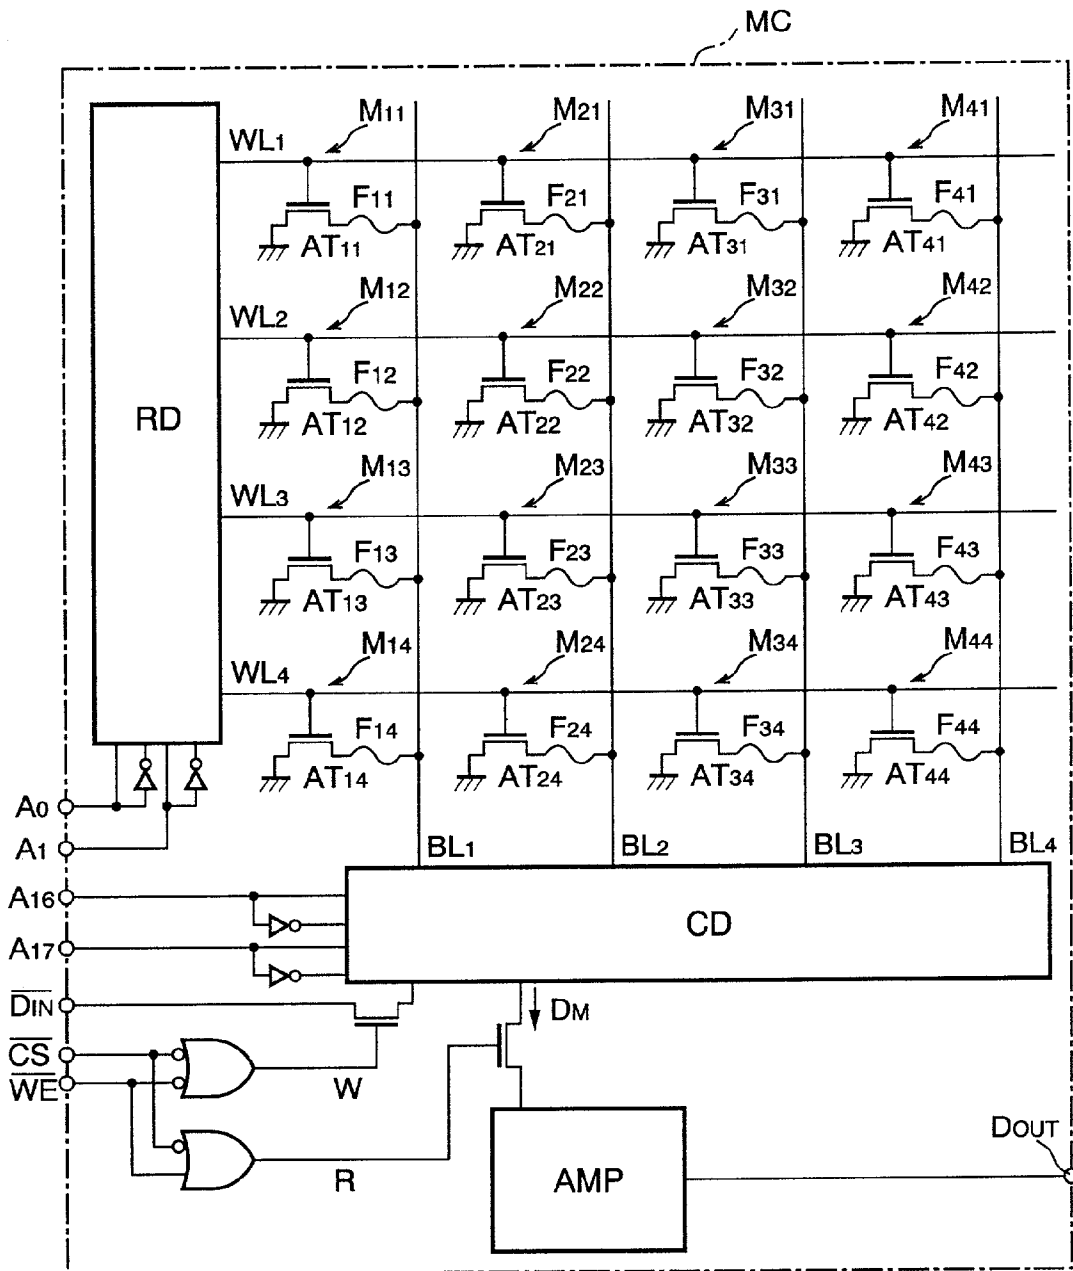 MC
M11 M21 M31 M41
WL1
F11 F21 F31 F41
AT11 AT21 AT31 AT41
M12 M22 M32 M42
WL2
F12 F22 F32 F42
RD
AT12 AT22 AT32 AT42
M13 M23 M33 M43
WL3
F13 F23 F33 F43
AT13 AT23 AT33 AT43
M14 M24 M34 M44
WL4
F14 F24 F34 F44
AT14 AT24 AT34 AT44
A0
A1
BL1 BL2 BL3 BL4
A16
CD
A17
DIN
DM
CS
WE
W
DOUT
R
AMP